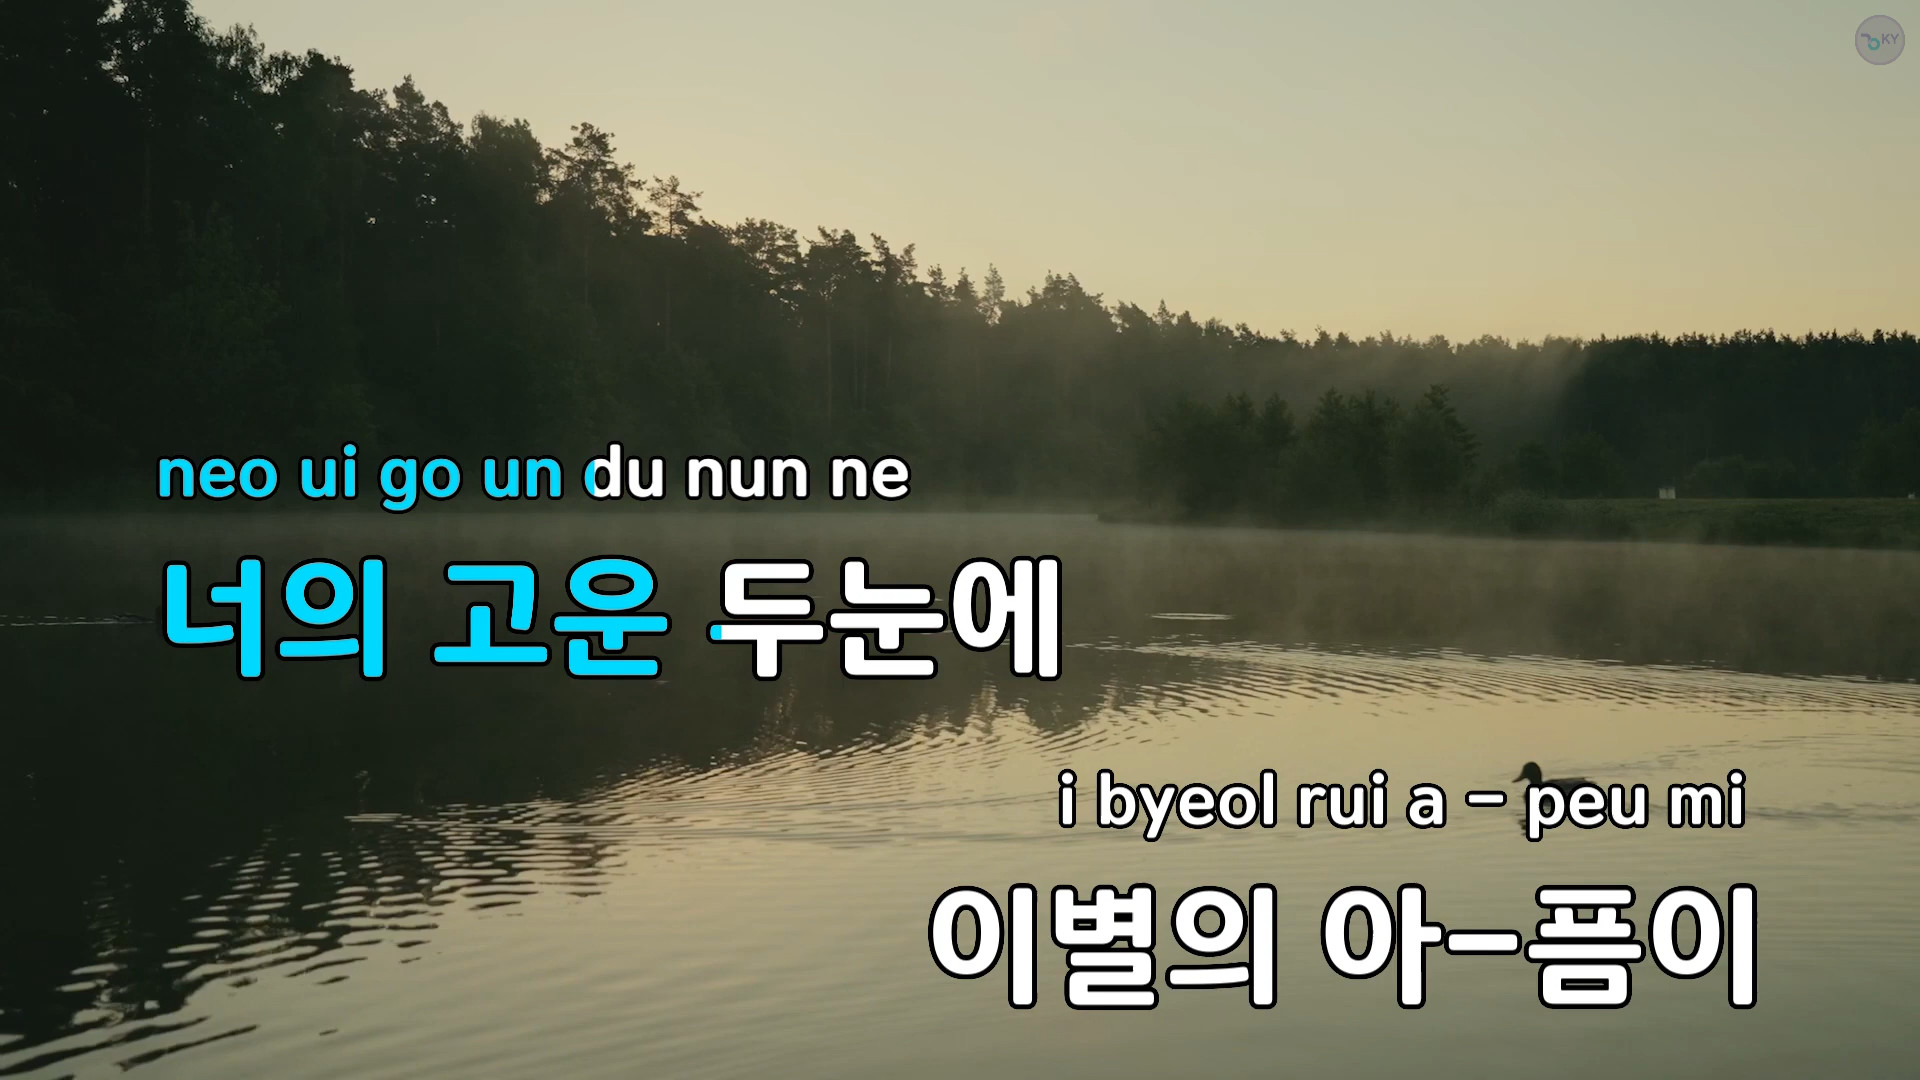 KY
neo ui go un du nun ne
너의 고운 두눈에
i byeol rui a – peu mi
이별의 아–픔이